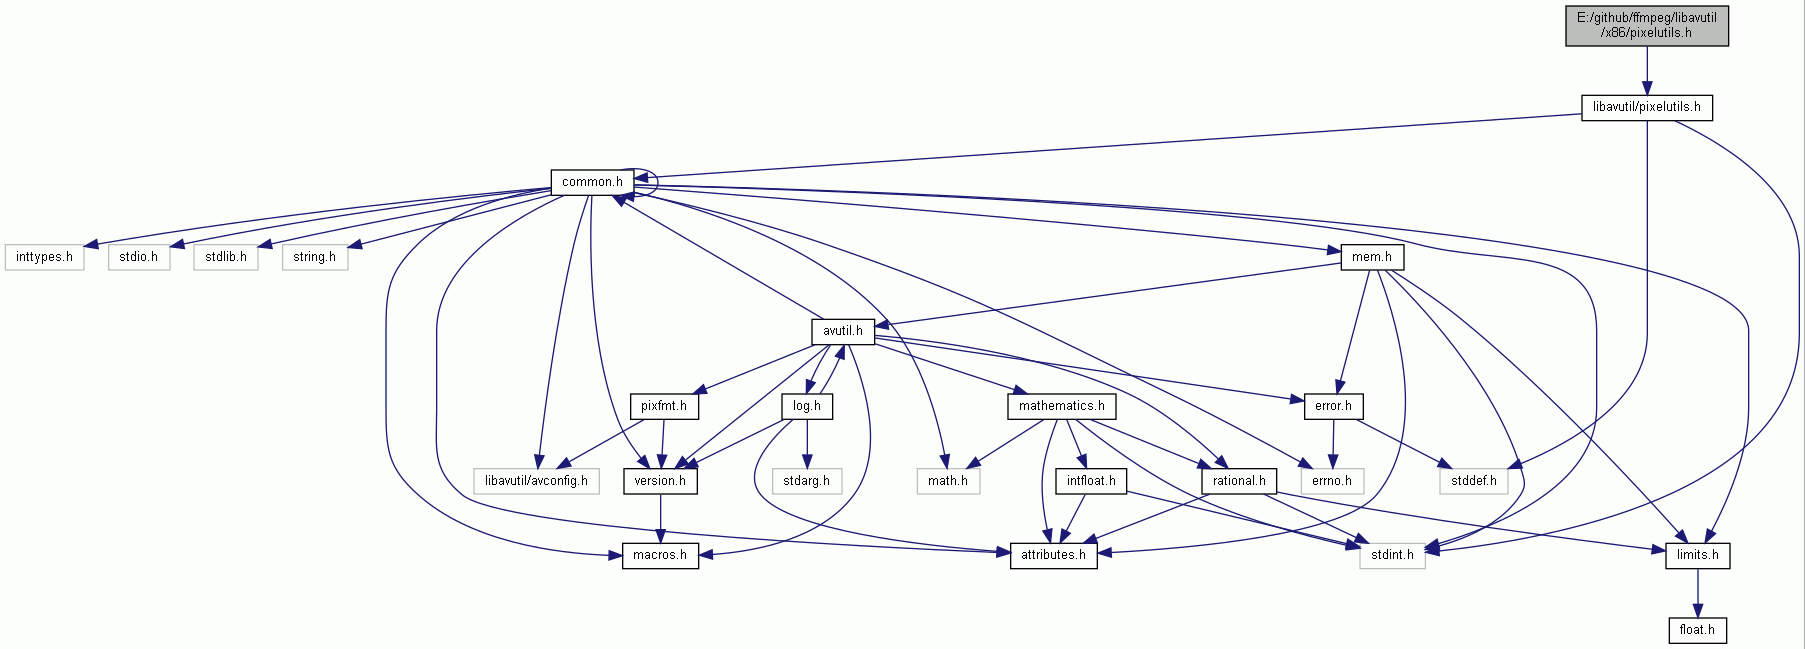 E:/github/ffmpeg/libavutil
/x86/pixelutils.h
libavutil/pixelutils.h
common.h
inttypes.h
stdio.h
stdlib.h
string.h
mem.h
avutil.h
pixfmt.h
log.h
mathematics.h
error.h
libavutil/avconfig.h
version.h
stdarg.h
math.h
intfloat.h
rational.h
errno.h
stddef.h
macros.h
attributes.h
stdint.h
limits.h
float.h